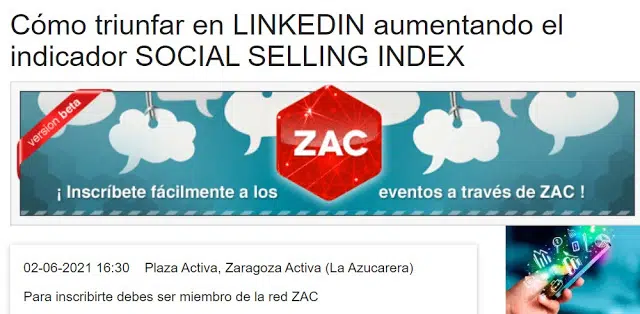 Cómo triunfar en LINKEDIN aumentando el
indicador SOCIAL SELLING INDEX
version beta
ZAC
¡ Inscríbete fácilmente a los eventos a través de ZAC !
02-06-2021 16:30 Plaza Activa, Zaragoza Activa (La Azucarera)
Para inscribirte debes ser miembro de la red ZAC